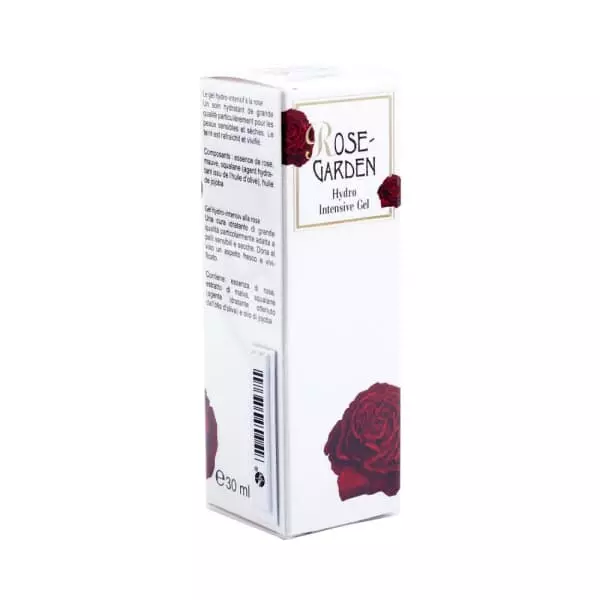 Le gel hydro-intensif à la rose
Un soin hydratant de grande
qualité particulièrement pour les
peaux sensibles et sèches. Le
teint est rafraîchit et vivifié.
Composants : essence de rose,
mauve, squalane (agent hydra-
tant issu de l'huile d'olive), huile
de jojoba
Gel hydro-intensiv alla rosa
Una cura idratante di grande
qualità particolarmente adatta a
pelli sensibili e secche. Dona al
viso un aspetto fresco e vivi-
ficato.
Contiene: essenza di rose,
estratto di malva, squalane
(agente idratante ottenuto
dall'olio d'oliva) e olio di jojoba
℮30 ml
ROSE-
GARDEN
Hydro
Intensive Gel